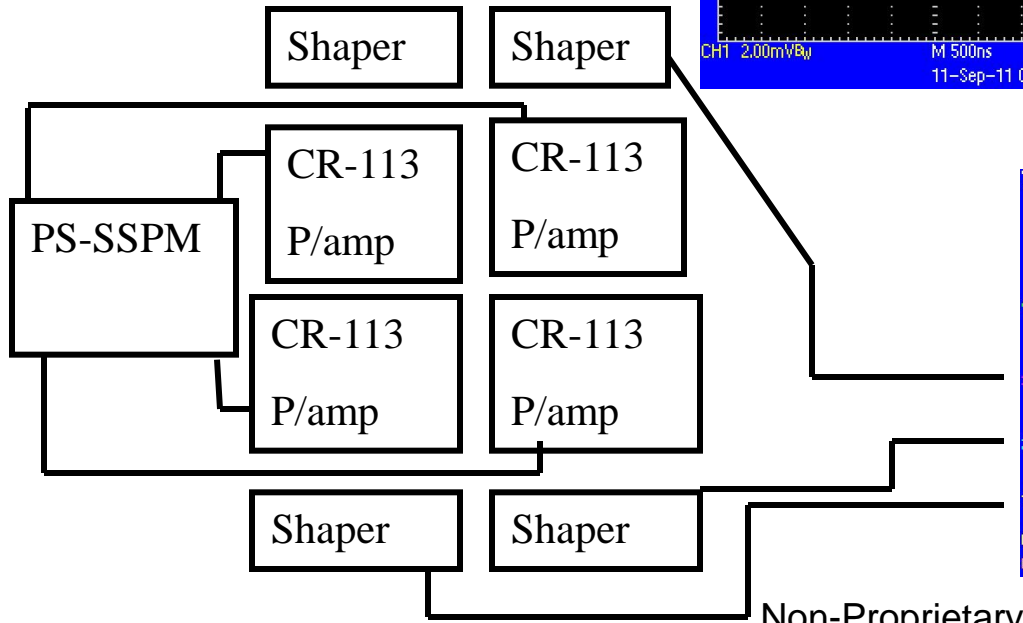 Shaper
Shaper
CH1 2.00mVBw
M 500ns
11-Sep-11
CR-113
P/amp
CR-113
P/amp
PS-SSPM
CR-113
P/amp
CR-113
P/amp
Shaper
Shaper
Non-Proprietary